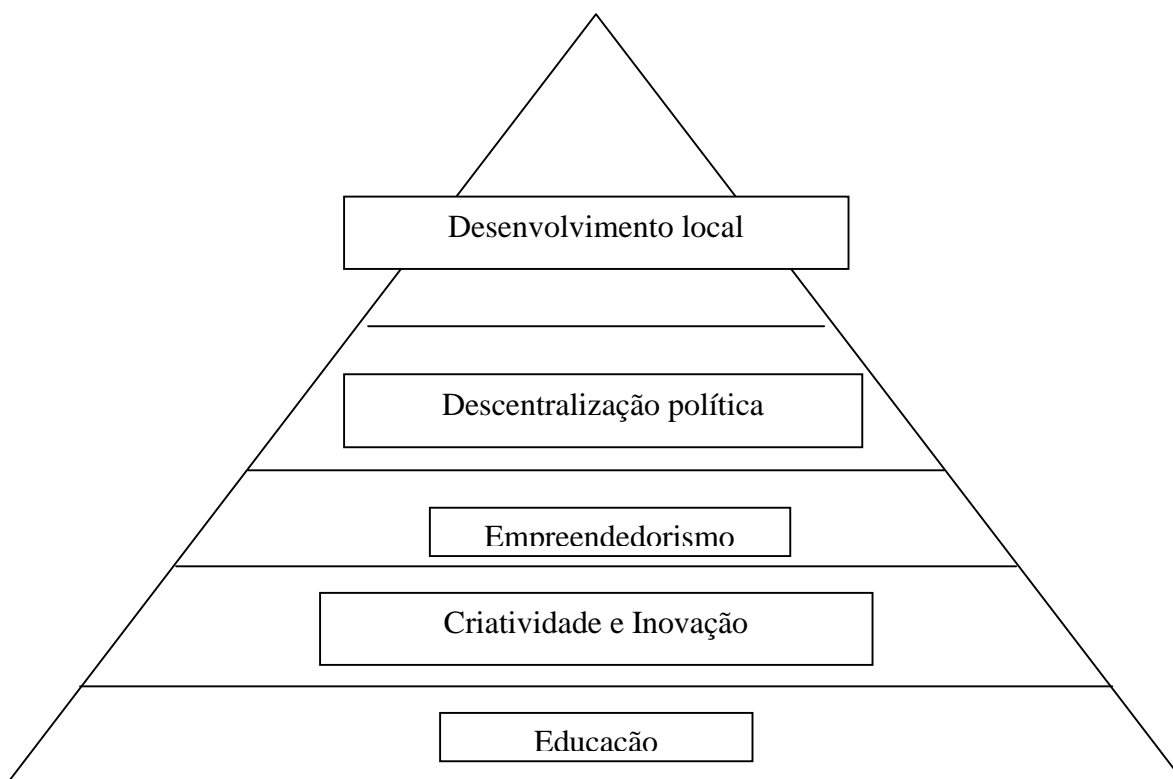 Desenvolvimento local
Descentralização política
Empreendedorismo
Criatividade e Inovação
Educação